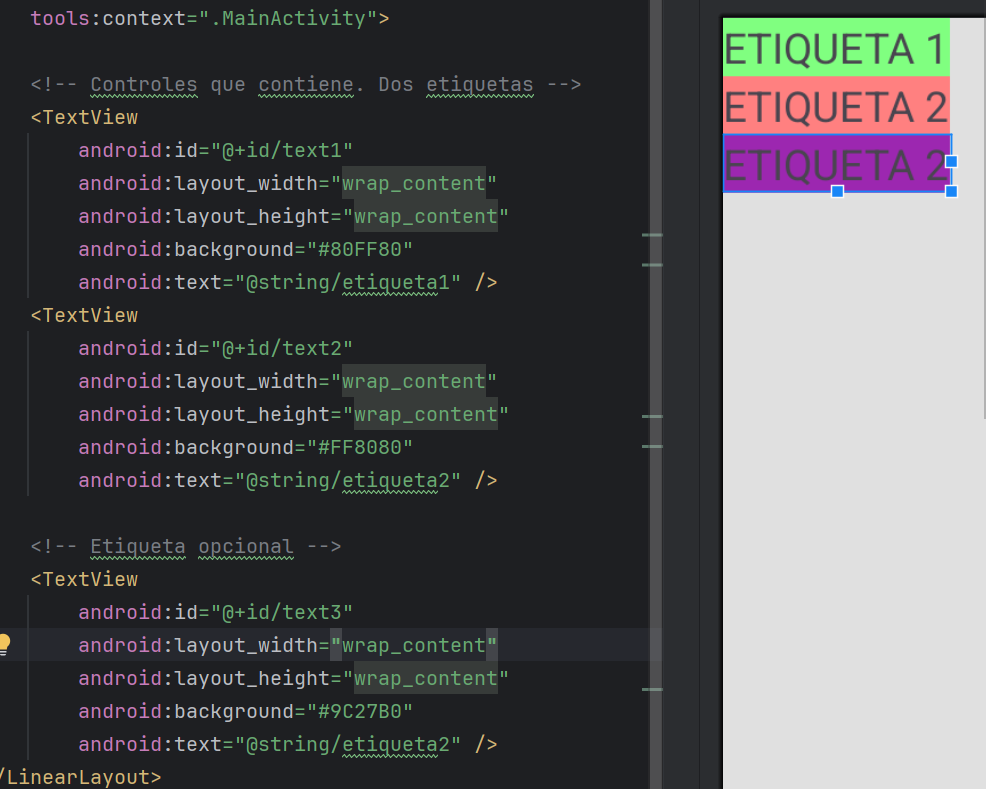 tools:context=".MainActivity">
<!-- Controles que contiene. Dos etiquetas -->
<TextView
android:id="@+id/text1"
android:layout_width="wrap_content"
android:layout_height="wrap_content"
android:background="#80FF80"
android:text="@string/etiqueta1" />
<TextView
android:id="@+id/text2"
android:layout_width="wrap_content"
android:layout_height="wrap_content"
android:background="#FF8080"
android:text="@string/etiqueta2" />
<!-- Etiqueta opcional -->
<TextView
android:id="@+id/text3"
android:layout_width="wrap_content"
android:layout_height="wrap_content"
android:background="#9C27B0"
android:text="@string/etiqueta2" />
/LinearLayout>
ETIQUETA 1
ETIQUETA 2
ETIQUETA 2